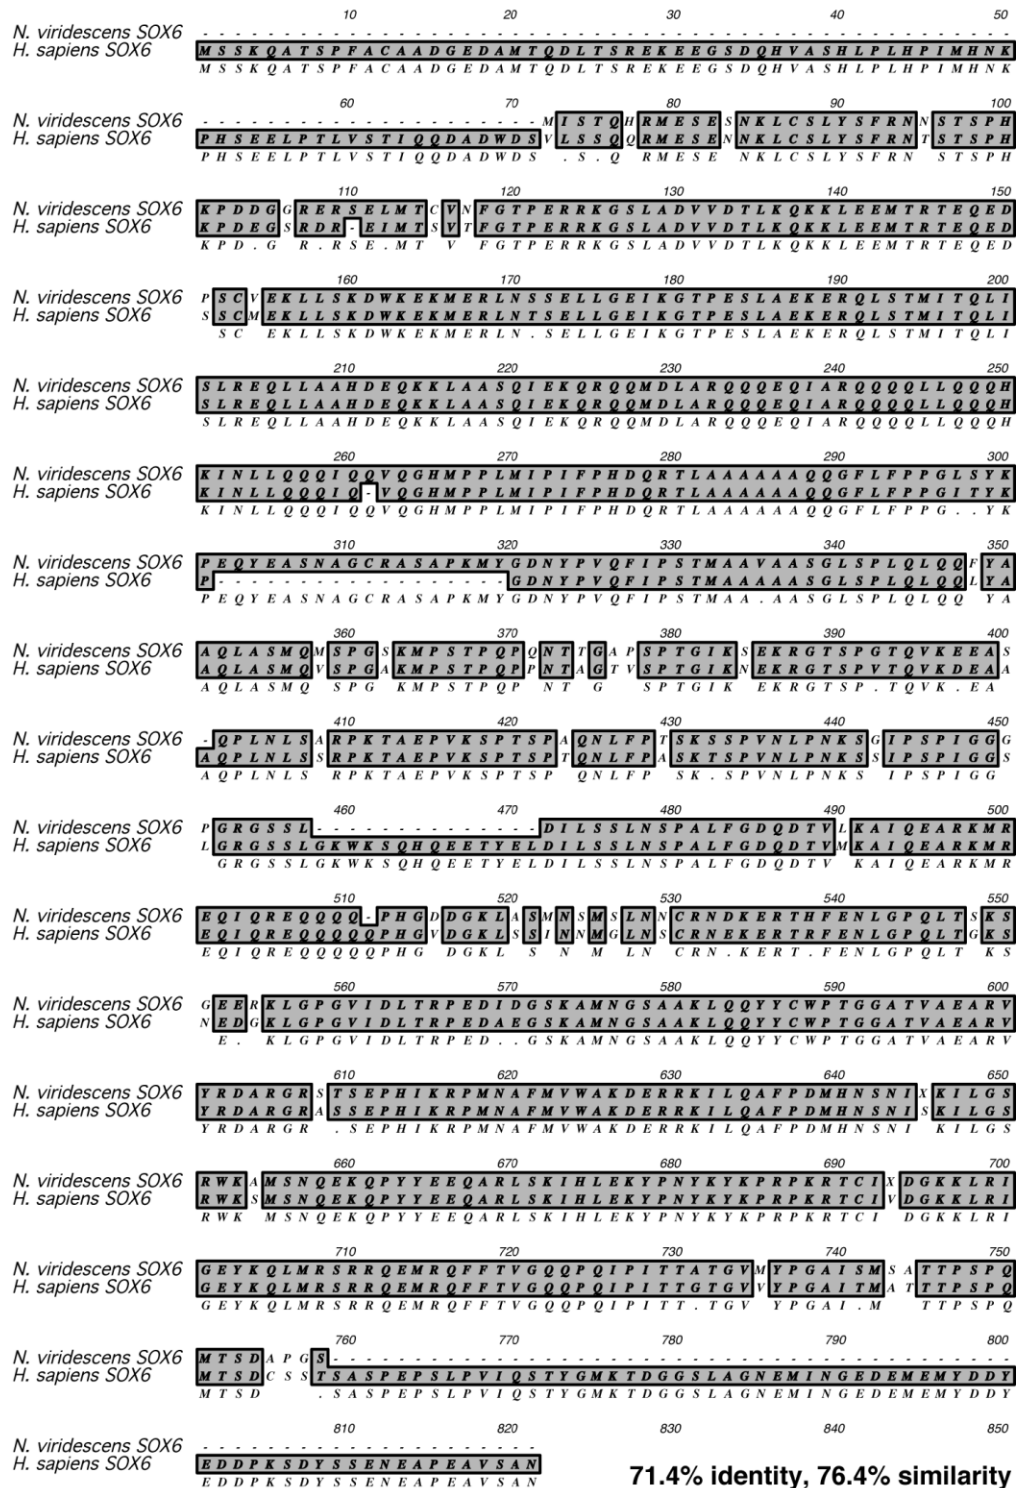 10 20 30 40 50
N. viridescens SOX6 --------------------------------------------------
H. sapiens SOX6 MSSKQATSPFACAADGEDAMTQDLTSREKEEGSDQHVASHLPLHPIMHNK
MSSKQATSPFACAADGEDAMTQDLTSREKEEGSDQHVASHLPLHPIMHNK
60 70 80 90 100
N. viridescens SOX6 ---------------------MISTQHRMESESNKLCSLYSFRNNSTSPH
H. sapiens SOX6 PHSEELPTLVSTIQQDADWDSVLSSQQRMESENNKLCSLYSFRNTSTSPH
PHSEELPTLVSTIQQDADWDS .S.Q RMESE NKLCSLYSFRN STSPH
110 120 130 140 150
N. viridescens SOX6 KPDDGGRERSELMTCVNFGTPERRKGSLADVVDTLKQKKLEEMTRTEQED
H. sapiens SOX6 KPDEGSRDR-EIMTSVTFGTPERRKGSLADVVDTLKQKKLEEMTRTEQED
KPD.G R.RSE.MT V FGTPERRKGSLADVVDTLKQKKLEEMTRTEQED
160 170 180 190 200
N. viridescens SOX6 PSCVEKLLSKDWKEKMERLNSSELLGEIKGTPESLAEKERQLSTMITQLI
H. sapiens SOX6 SSCMEKLLSKDWKEKMERLNTSELLGEIKGTPESLAEKERQLSTMITQLI
SC EKLLSKDWKEKMERLN.SELLGEIKGTPESLAEKERQLSTMITQLI
210 220 230 240 250
N. viridescens SOX6 SLREQLLAAHDEQKKLAASQIEKQRQQMDLARQQQEQIARQQQQLLQQQH
H. sapiens SOX6 SLREQLLAAHDEQKKLAASQIEKQRQQMDLARQQQEQIARQQQQLLQQQH
SLREQLLAAHDEQKKLAASQIEKQRQQMDLARQQQEQIARQQQQLLQQQH
260 270 280 290 300
N. viridescens SOX6 KINLLQQQIQQVQGHMPPLMIPIFPHDQRTLAAAAAAQQGFLFPPGLSYK
H. sapiens SOX6 KINLLQQQIQ-VQGHMPPLMIPIFPHDQRTLAAAAAAQQGFLFPPGITYK
KINLLQQQIQQVQGHMPPLMIPIFPHDQRTLAAAAAAQQGFLFPPG..YK
310 320 330 340 350
N. viridescens SOX6 PEQYEASNAGCRASAPKMYGDNYPVQFIPSTMAAVAASGLSPLQLQQFYA
H. sapiens SOX6 P------------------GDNYPVQFIPSTMAAAAASGLSPLQLQQLYA
PEQYEASNAGCRASAPKMYGDNYPVQFIPSTMAA.AASGLSPLQLQQ YA
360 370 380 390 400
N. viridescens SOX6 AQLASMQMSPGSKMPSTPQPQNTTGAPSPTGIKSEKRGTSPGTQVKEEAS
H. sapiens SOX6 AQLASMQVSPGAKMPSTPQPPNTAGTVSPTGIKNEKRGTSPVTQVKDEAA
AQLASMQ SPG KMPSTPQP NT G SPTGIK EKRGTSP.TQVK.EA
410 420 430 440 450
N. viridescens SOX6 -QPLNLSARPKTAEPVKSPTSPAQNLFPTSKSSPVNLPNKSGIPSPIGGG
H. sapiens SOX6 AQPLNLSSRPKTAEPVKSPTSPTQNLFPASKTSPVNLPNKSSIPSPIGGS
AQPLNLS RPKTAEPVKSPTSP QNLFP SK.SPVNLPNKS IPSPIGG
460 470 480 490 500
N. viridescens SOX6 PGRGSSL--------------DILSSLNSPALFGDQDTVLKAIQEARKMR
H. sapiens SOX6 LGRGSSLGKWKSQHQEETYELDILSSLNSPALFGDQDTVMKAIQEARKMR
GRGSSLGKWKSQHQEETYELDILSSLNSPALFGDQDTV KAIQEARKMR
510 520 530 540 550
N. viridescens SOX6 EQIQREQQQQ-PHGDDGKLASMNSMSLNNCRNDKERTHFENLGPQLTSKS
H. sapiens SOX6 EQIQREQQQQQPHGVDGKLSSINNMGLNSCRNEKERTRFENLGPQLTGKS
EQIQREQQQQQPHG DGKL S N M LN CRN.KERT.FENLGPQLT KS
560 570 580 590 600
N. viridescens SOX6 GEERKLGPGVIDLTRPEDIDGSKAMNGSAAKLQQYYCWPTGGATVAEARV
H. sapiens SOX6 NEDGKLGPGVIDLTRPEDAEGSKAMNGSAAKLQQYYCWPTGGATVAEARV
E. KLGPGVIDLTRPED..GSKAMNGSAAKLQQYYCWPTGGATVAEARV
610 620 630 640 650
N. viridescens SOX6 YRDARGRSTSEPHIKRPMNAFMVWAKDERRKILQAFPDMHNSNIXKILGS
H. sapiens SOX6 YRDARGRASSEPHIKRPMNAFMVWAKDERRKILQAFPDMHNSNISKILGS
YRDARGR .SEPHIKRPMNAFMVWAKDERRKILQAFPDMHNSNI KILGS
660 670 680 690 700
N. viridescens SOX6 RWKAMSNQEKQPYYEEQARLSKIHLEKYPNYKYKPRPKRTCIXDGKKLRI
H. sapiens SOX6 RWKSMSNQEKQPYYEEQARLSKIHLEKYPNYKYKPRPKRTCIVDGKKLRI
RWK MSNQEKQPYYEEQARLSKIHLEKYPNYKYKPRPKRTCI DGKKLRI
710 720 730 740 750
N. viridescens SOX6 GEYKQLMRSRRQEMRQFFTVGQQPQIPITTATGVMYPGAISMSATTPSPQ
H. sapiens SOX6 GEYKQLMRSRRQEMRQFFTVGQQPQIPITTGTGVVYPGAITMATTTPSPQ
GEYKQLMRSRRQEMRQFFTVGQQPQIPITT.TGV YPGAI.M TTPSPQ
760 770 780 790 800
N. viridescens SOX6 MTSDAPGS------------------------------------------
H. sapiens SOX6 MTSDCSSTSASPEPSLPVIQSTYGMKTDGGSLAGNEMINGEDEMEMYDDY
MTSD .SASPEPSLPVIQSTYGMKTDGGSLAGNEMINGEDEMEMYDDY
810 820 830 840 850
N. viridescens SOX6 ---------------------
H. sapiens SOX6 EDDPKSDYSSENEAPEAVSAN
EDDPKSDYSSENEAPEAVSAN
71.4% identity, 76.4% similarity